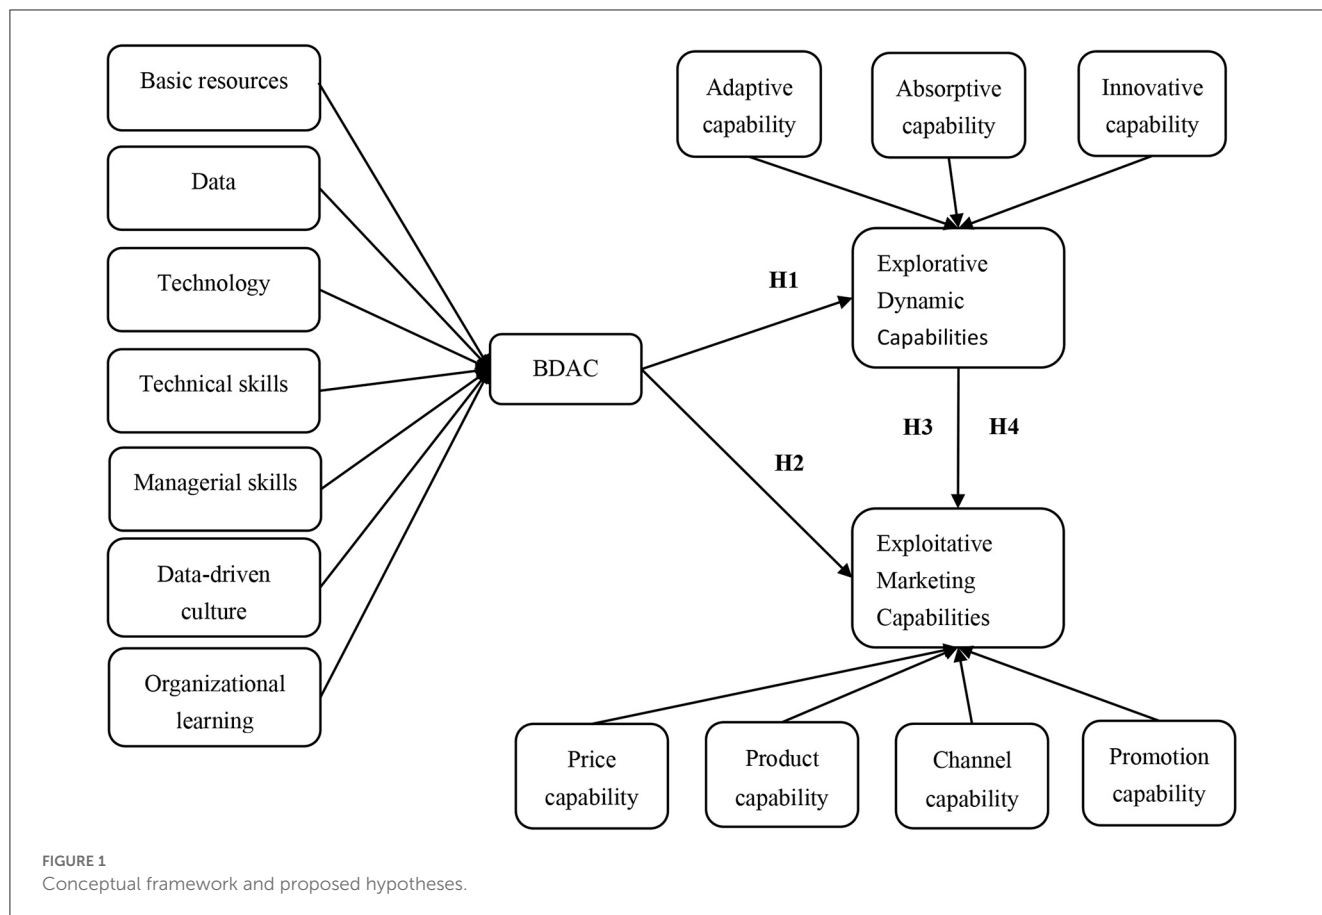 Basic resources
Data
Technology
Technical skills
Managerial skills
Data-driven
culture
Organizational
learning
BDAC
H1
H2
H3
H4
Adaptive
capability
Absorptive
capability
Innovative
capability
Explorative
Dynamic
Capabilities
Exploitative
Marketing
Capabilities
Price
capability
Product
capability
Channel
capability
Promotion
capability
FIGURE 1
Conceptual framework and proposed hypotheses.